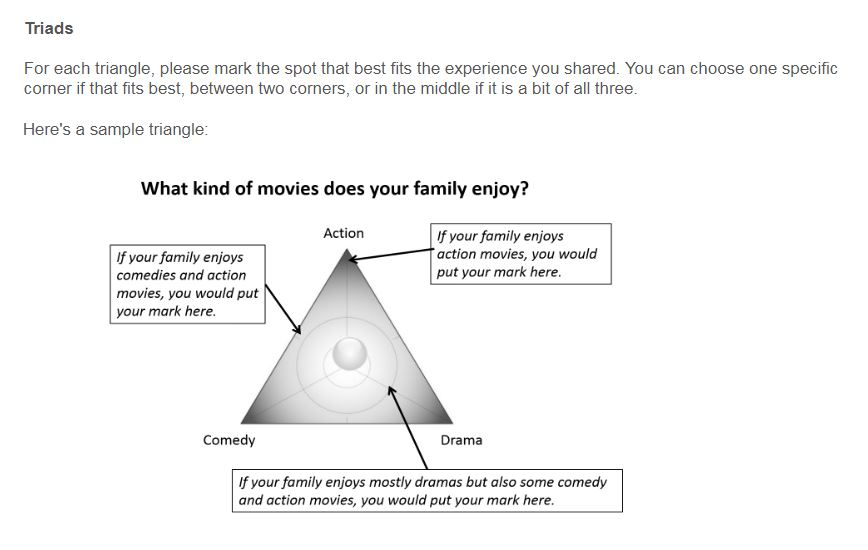 Triads
For each triangle, please mark the spot that best fits the experience you shared. You can choose one specific
corner if that fits best, between two corners, or in the middle if it is a bit of all three.
Here's a sample triangle:
What kind of movies does your family enjoy?
Action
If your family enjoys
action movies, you would
put your mark here.
If your family enjoys
comedies and action
movies, you would put
your mark here.
Comedy
Drama
If your family enjoys mostly dramas but also some comedy
and action movies, you would put your mark here.